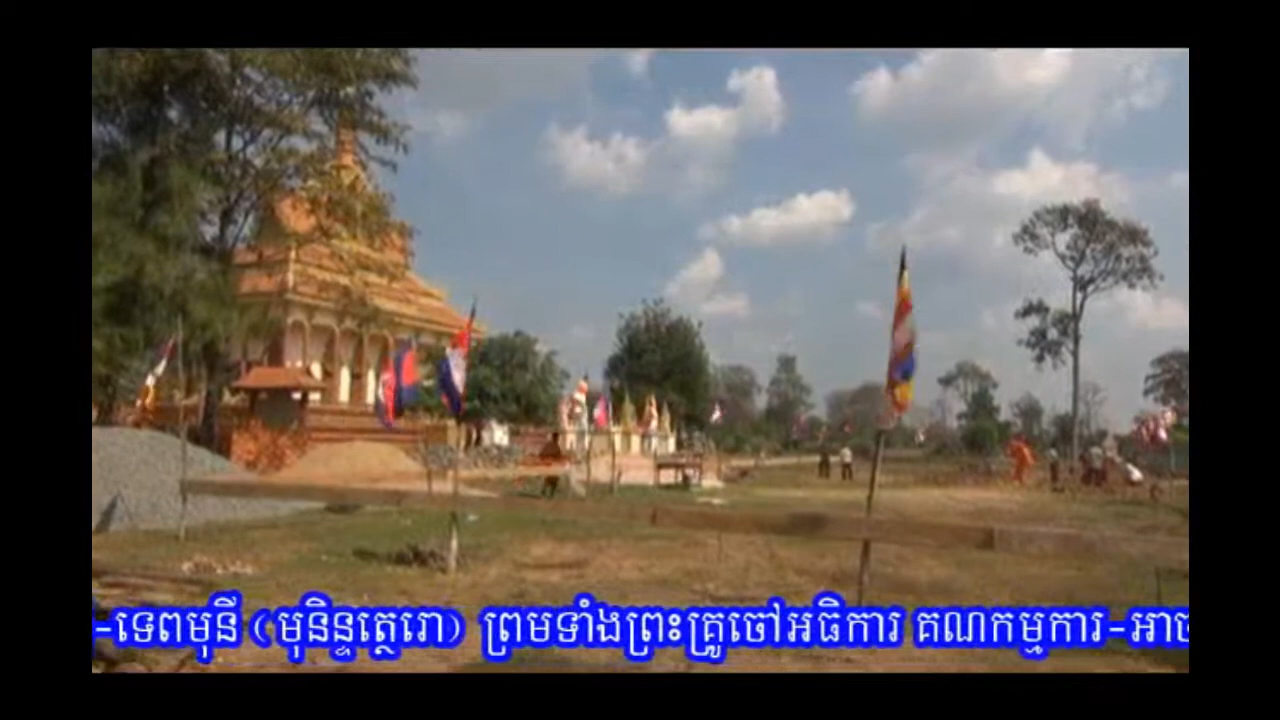 -ទេពមុនី (មុនិន្ទត្ថេរោ) ព្រមទាំងព្រះគ្រូចៅអធិការ គណកម្មការ-អាច